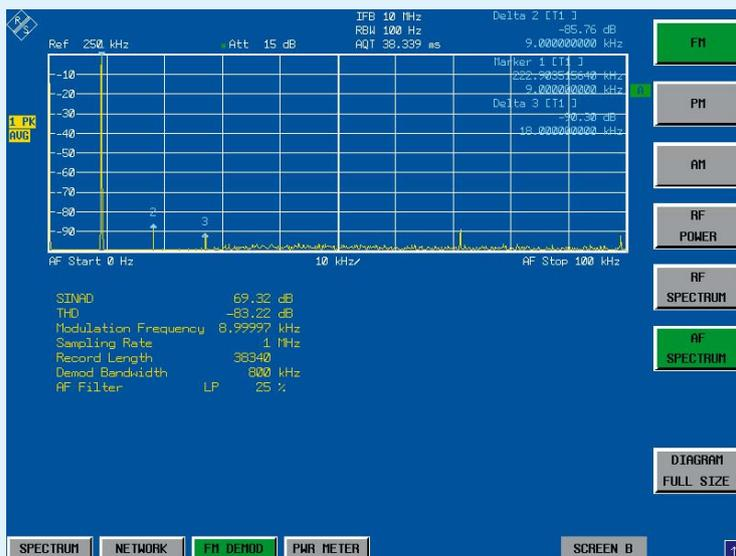 R
S
IFB 10 MHz
RBW 100 Hz
AQT 38.339 ms
Delta 2 [T1 ]
-85.76 dB
9.000000000 kHz
Ref 250 kHz
Att 15 dB
Marker 1 [T1 ]
222.903515640 kHz
9.000000000 kHz
Delta 3 [T1 ]
-90.30 dB
18.000000000 kHz
A
1 PK
AVG
-10
-20
-30
-40
-50
-60
-70
-80
-90
2
3
AF Start 0 Hz
10 kHz/
AF Stop 100 kHz
SINAD 69.32 dB
THD -83.22 dB
Modulation Frequency 8.99997 kHz
Sampling Rate 1 MHz
Record Length 38340
Demod Bandwidth 800 kHz
AF Filter LP 25 %
FM
PM
AM
RF
POWER
RF
SPECTRUM
AF
SPECTRUM
DIAGRAM
FULL SIZE
SPECTRUM
NETWORK
FM DEMOD
PWR METER
SCREEN B